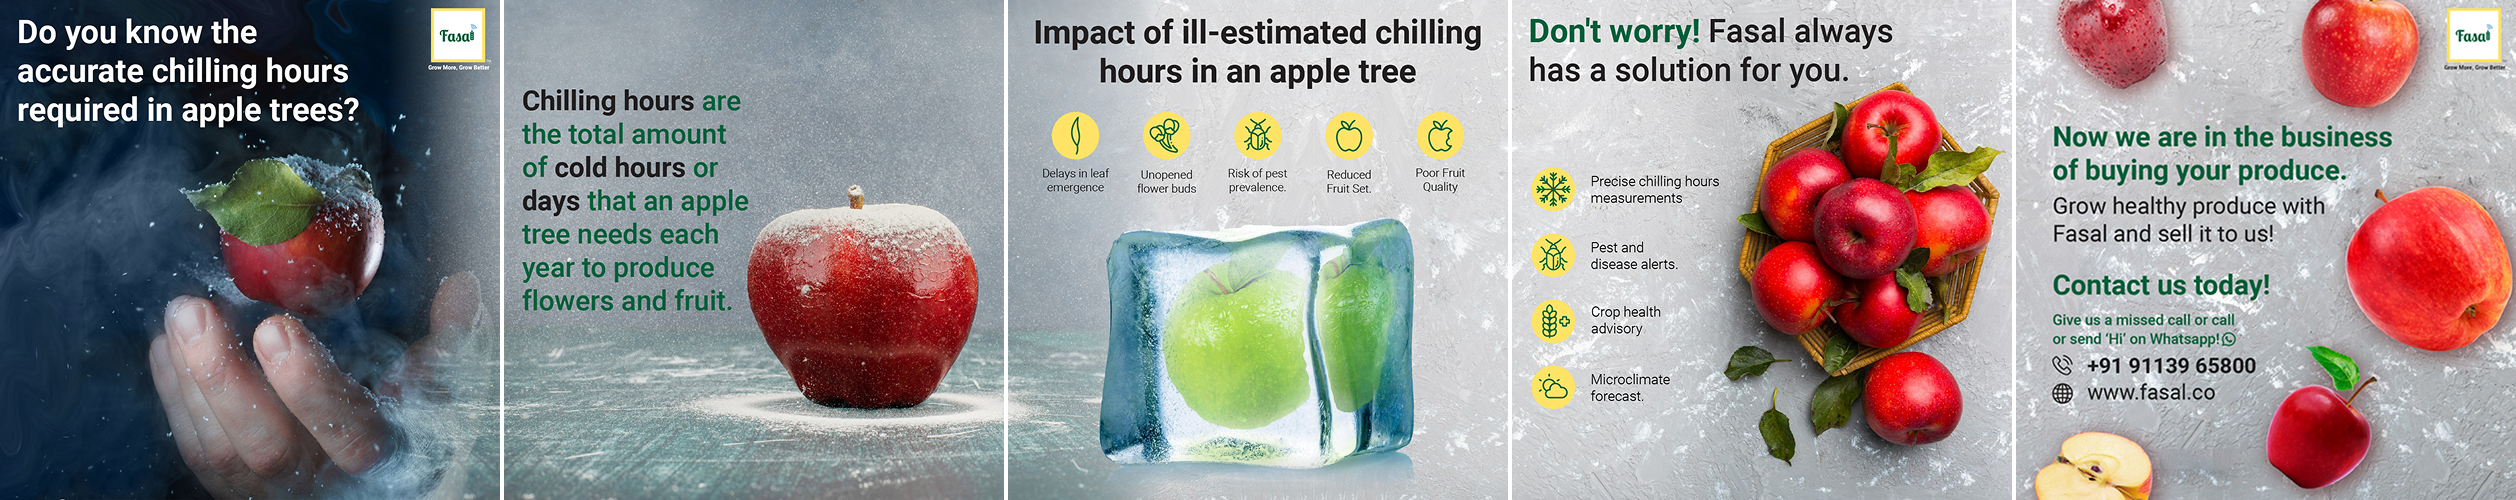 Do you know the
accurate chilling hours
required in apple trees?
Fasal
Grow More, Grow Better
Chilling hours are
the total amount
of cold hours or
days that an apple
tree needs each
year to produce
flowers and fruit.
Impact of ill-estimated chilling
hours in an apple tree
Delays in leaf
emergence
Unopened
flower buds
Risk of pest
prevalence.
Reduced
Fruit Set.
Poor Fruit
Quality
Don't worry! Fasal always
has a solution for you.
Precise chilling hours
measurements
Pest and
disease alerts.
Crop health
advisory
Microclimate
forecast.
Fasal
Grow More, Grow Better
Now we are in the business
of buying your produce.
Grow healthy produce with
Fasal and sell it to us!
Contact us today!
Give us a missed call or call
or send ‘Hi’ on Whatsapp!
+91 91139 65800
www.fasal.co